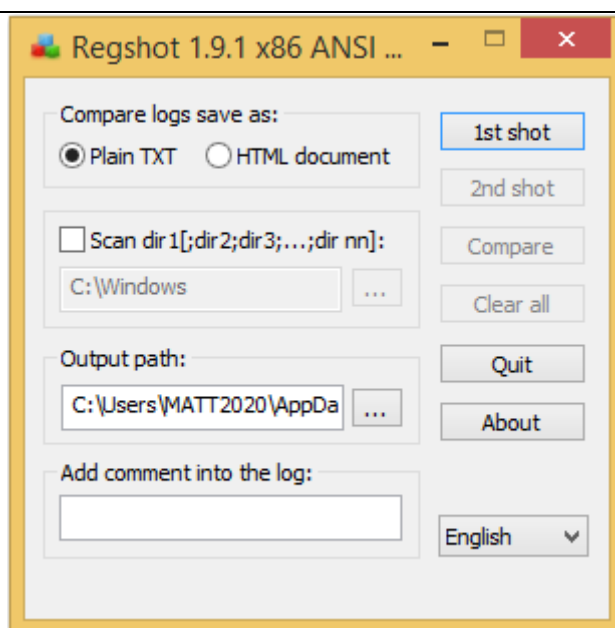 Regshot 1.9.1 x86 ANSI ...
Compare logs save as:
Plain TXT
HTML document
1st shot
2nd shot
Scan dir1[;dir2;dir3;...;dir nn]:
Compare
C:\Windows
...
Clear all
Output path:
Quit
C:\Users\MATT2020\AppDa
...
About
Add comment into the log:
English